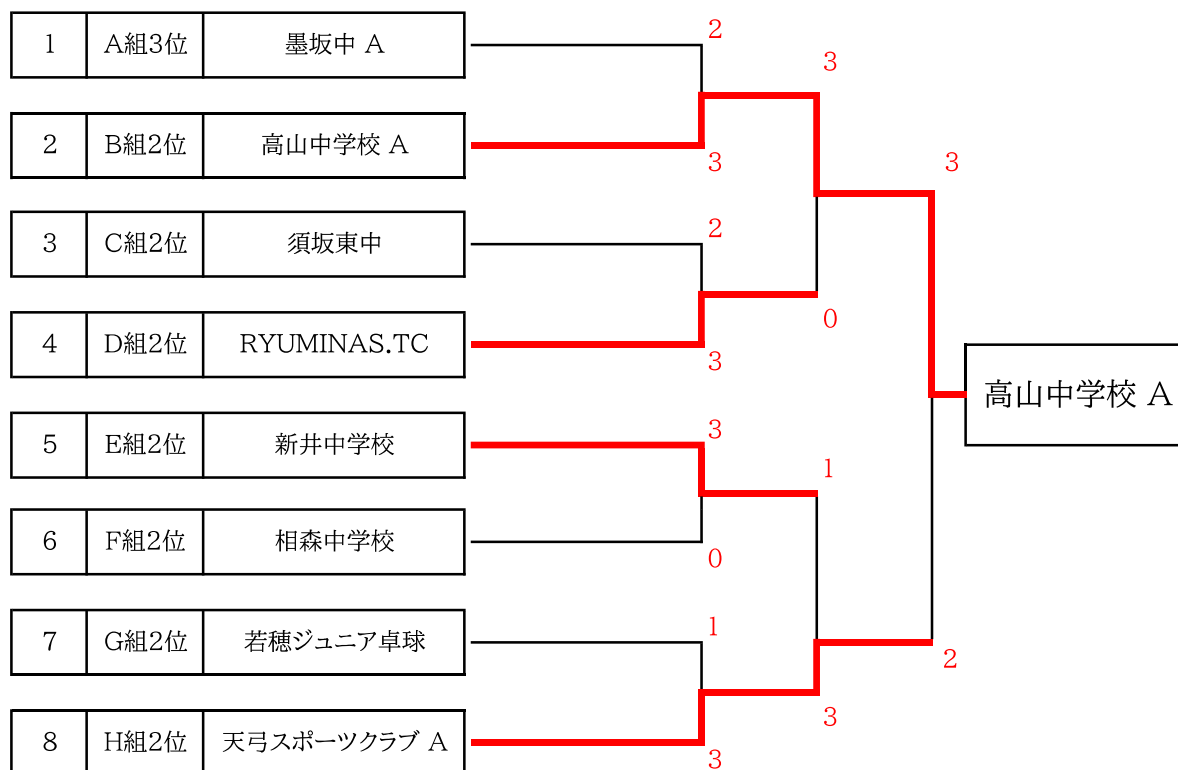 1 A組3位 墨坂中 A
2
3
2 B組2位 高山中学校 A
3
3
3 C組2位 須坂東中
2
0
4 D組2位 RYUMINAS.TC
3
高山中学校 A
5 E組2位 新井中学校
3
1
6 F組2位 相森中学校
0
7 G組2位 若穂ジュニア卓球
1
2
8 H組2位 天弓スポーツクラブ A
3
3